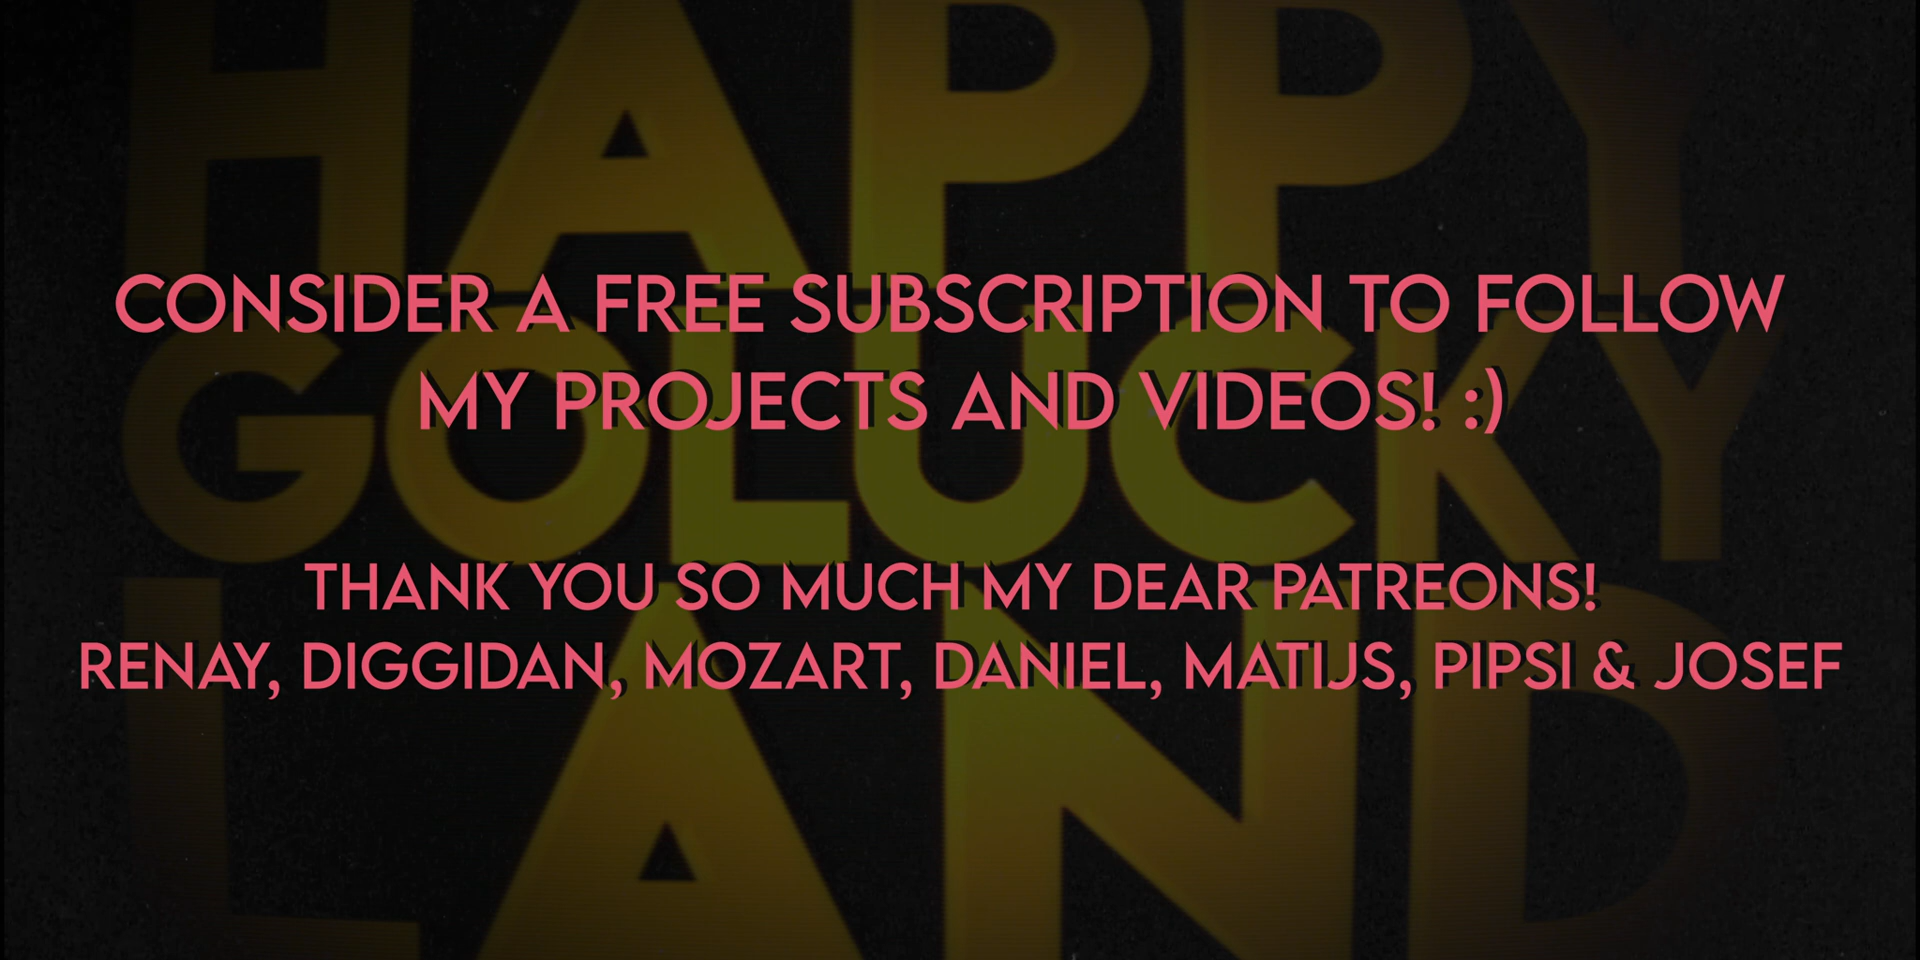 HAPPY
GOLUCKY
LAND
CONSIDER A FREE SUBSCRIPTION TO FOLLOW
MY PROJECTS AND VIDEOS! :)
THANK YOU SO MUCH MY DEAR PATREONS!
RENAY, DIGGIDAN, MOZART, DANIEL, MATIJS, PIPSI & JOSEF